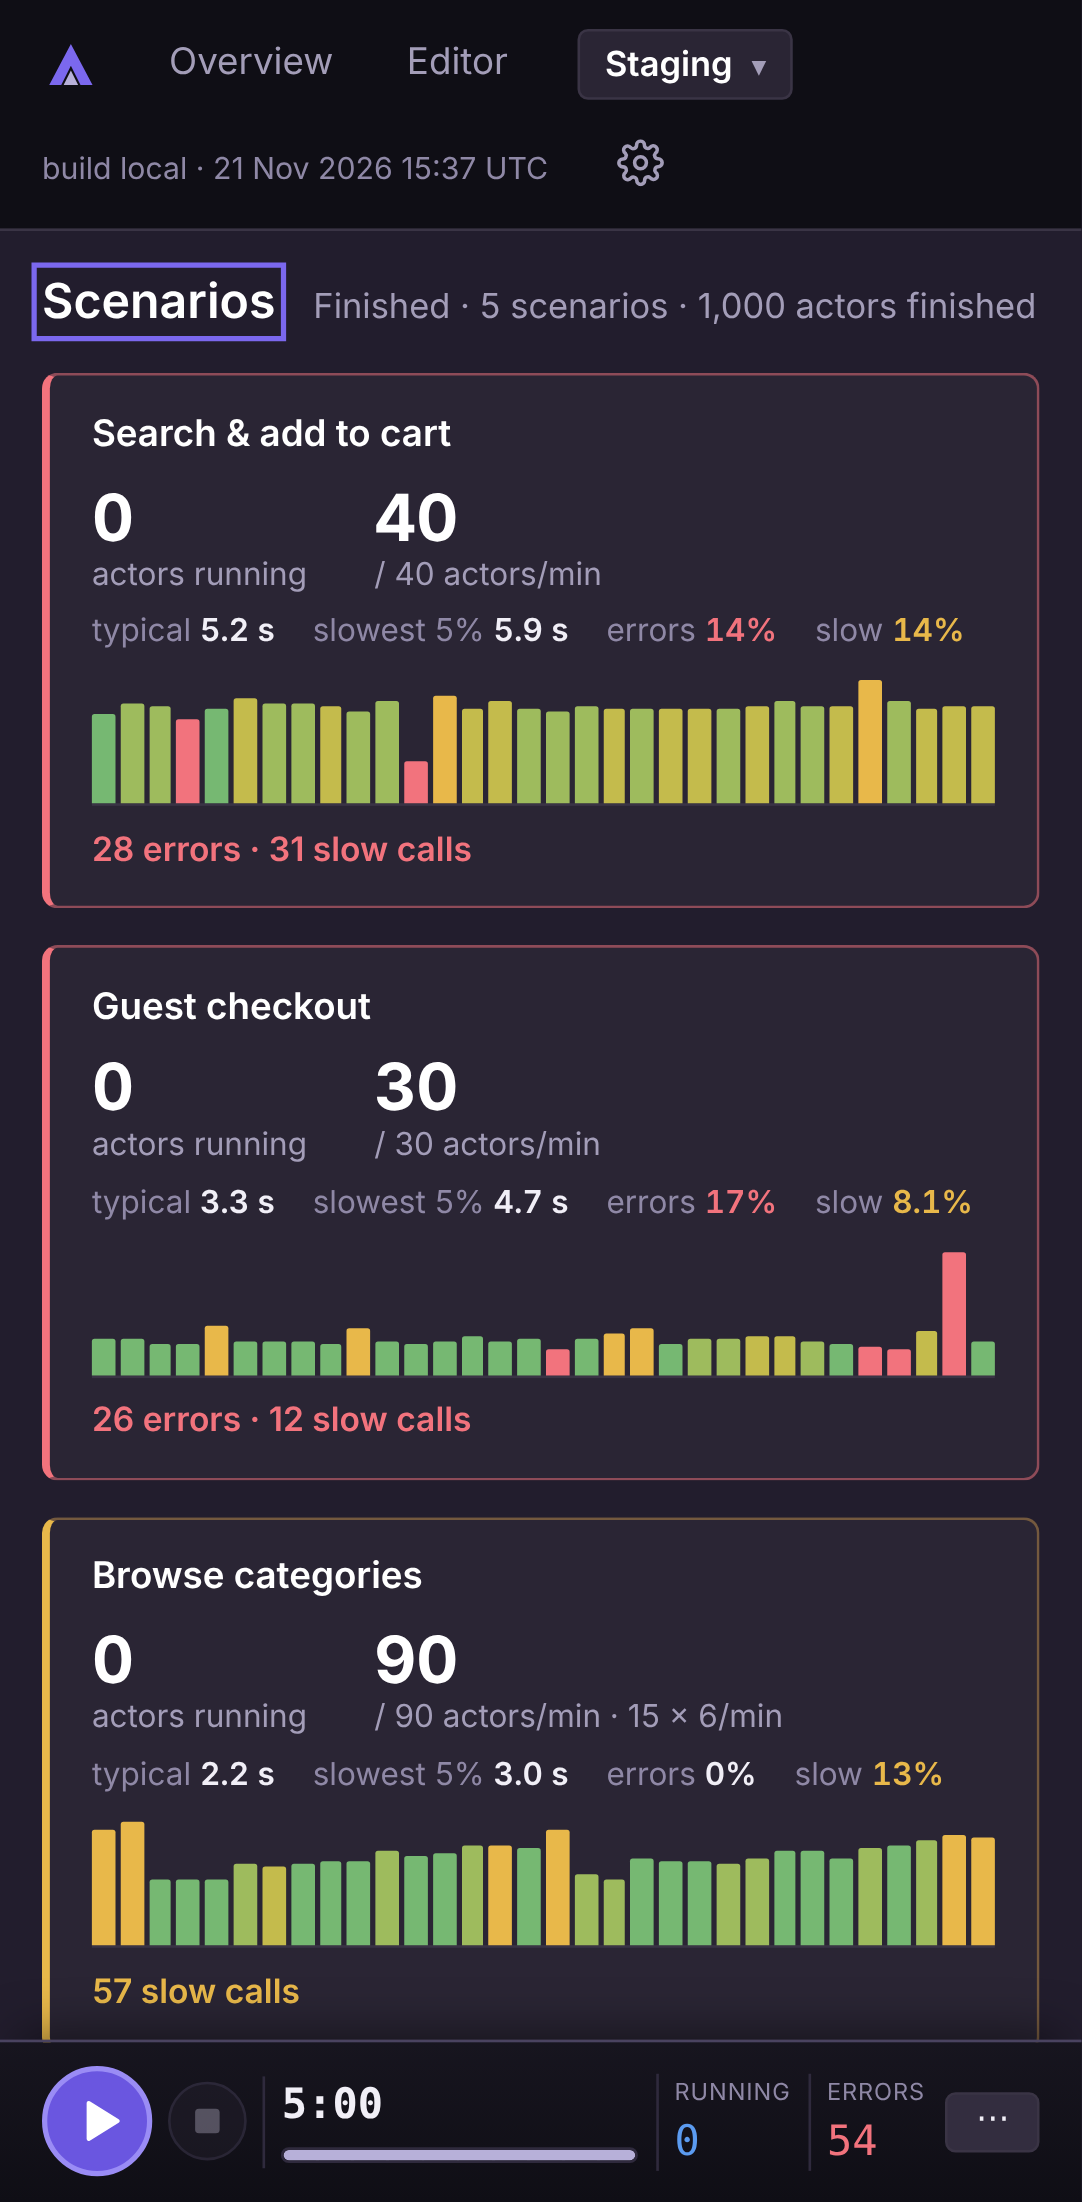 Overview Editor Staging ▾
build local · 21 Nov 2026 15:37 UTC
Scenarios Finished · 5 scenarios · 1,000 actors finished
Search & add to cart
0 40
actors running / 40 actors/min
typical 5.2 s slowest 5% 5.9 s errors 14% slow 14%
28 errors · 31 slow calls
Guest checkout
0 30
actors running / 30 actors/min
typical 3.3 s slowest 5% 4.7 s errors 17% slow 8.1%
26 errors · 12 slow calls
Browse categories
0 90
actors running / 90 actors/min · 15 × 6/min
typical 2.2 s slowest 5% 3.0 s errors 0% slow 13%
57 slow calls
5:00 RUNNING ERRORS ···
0 54